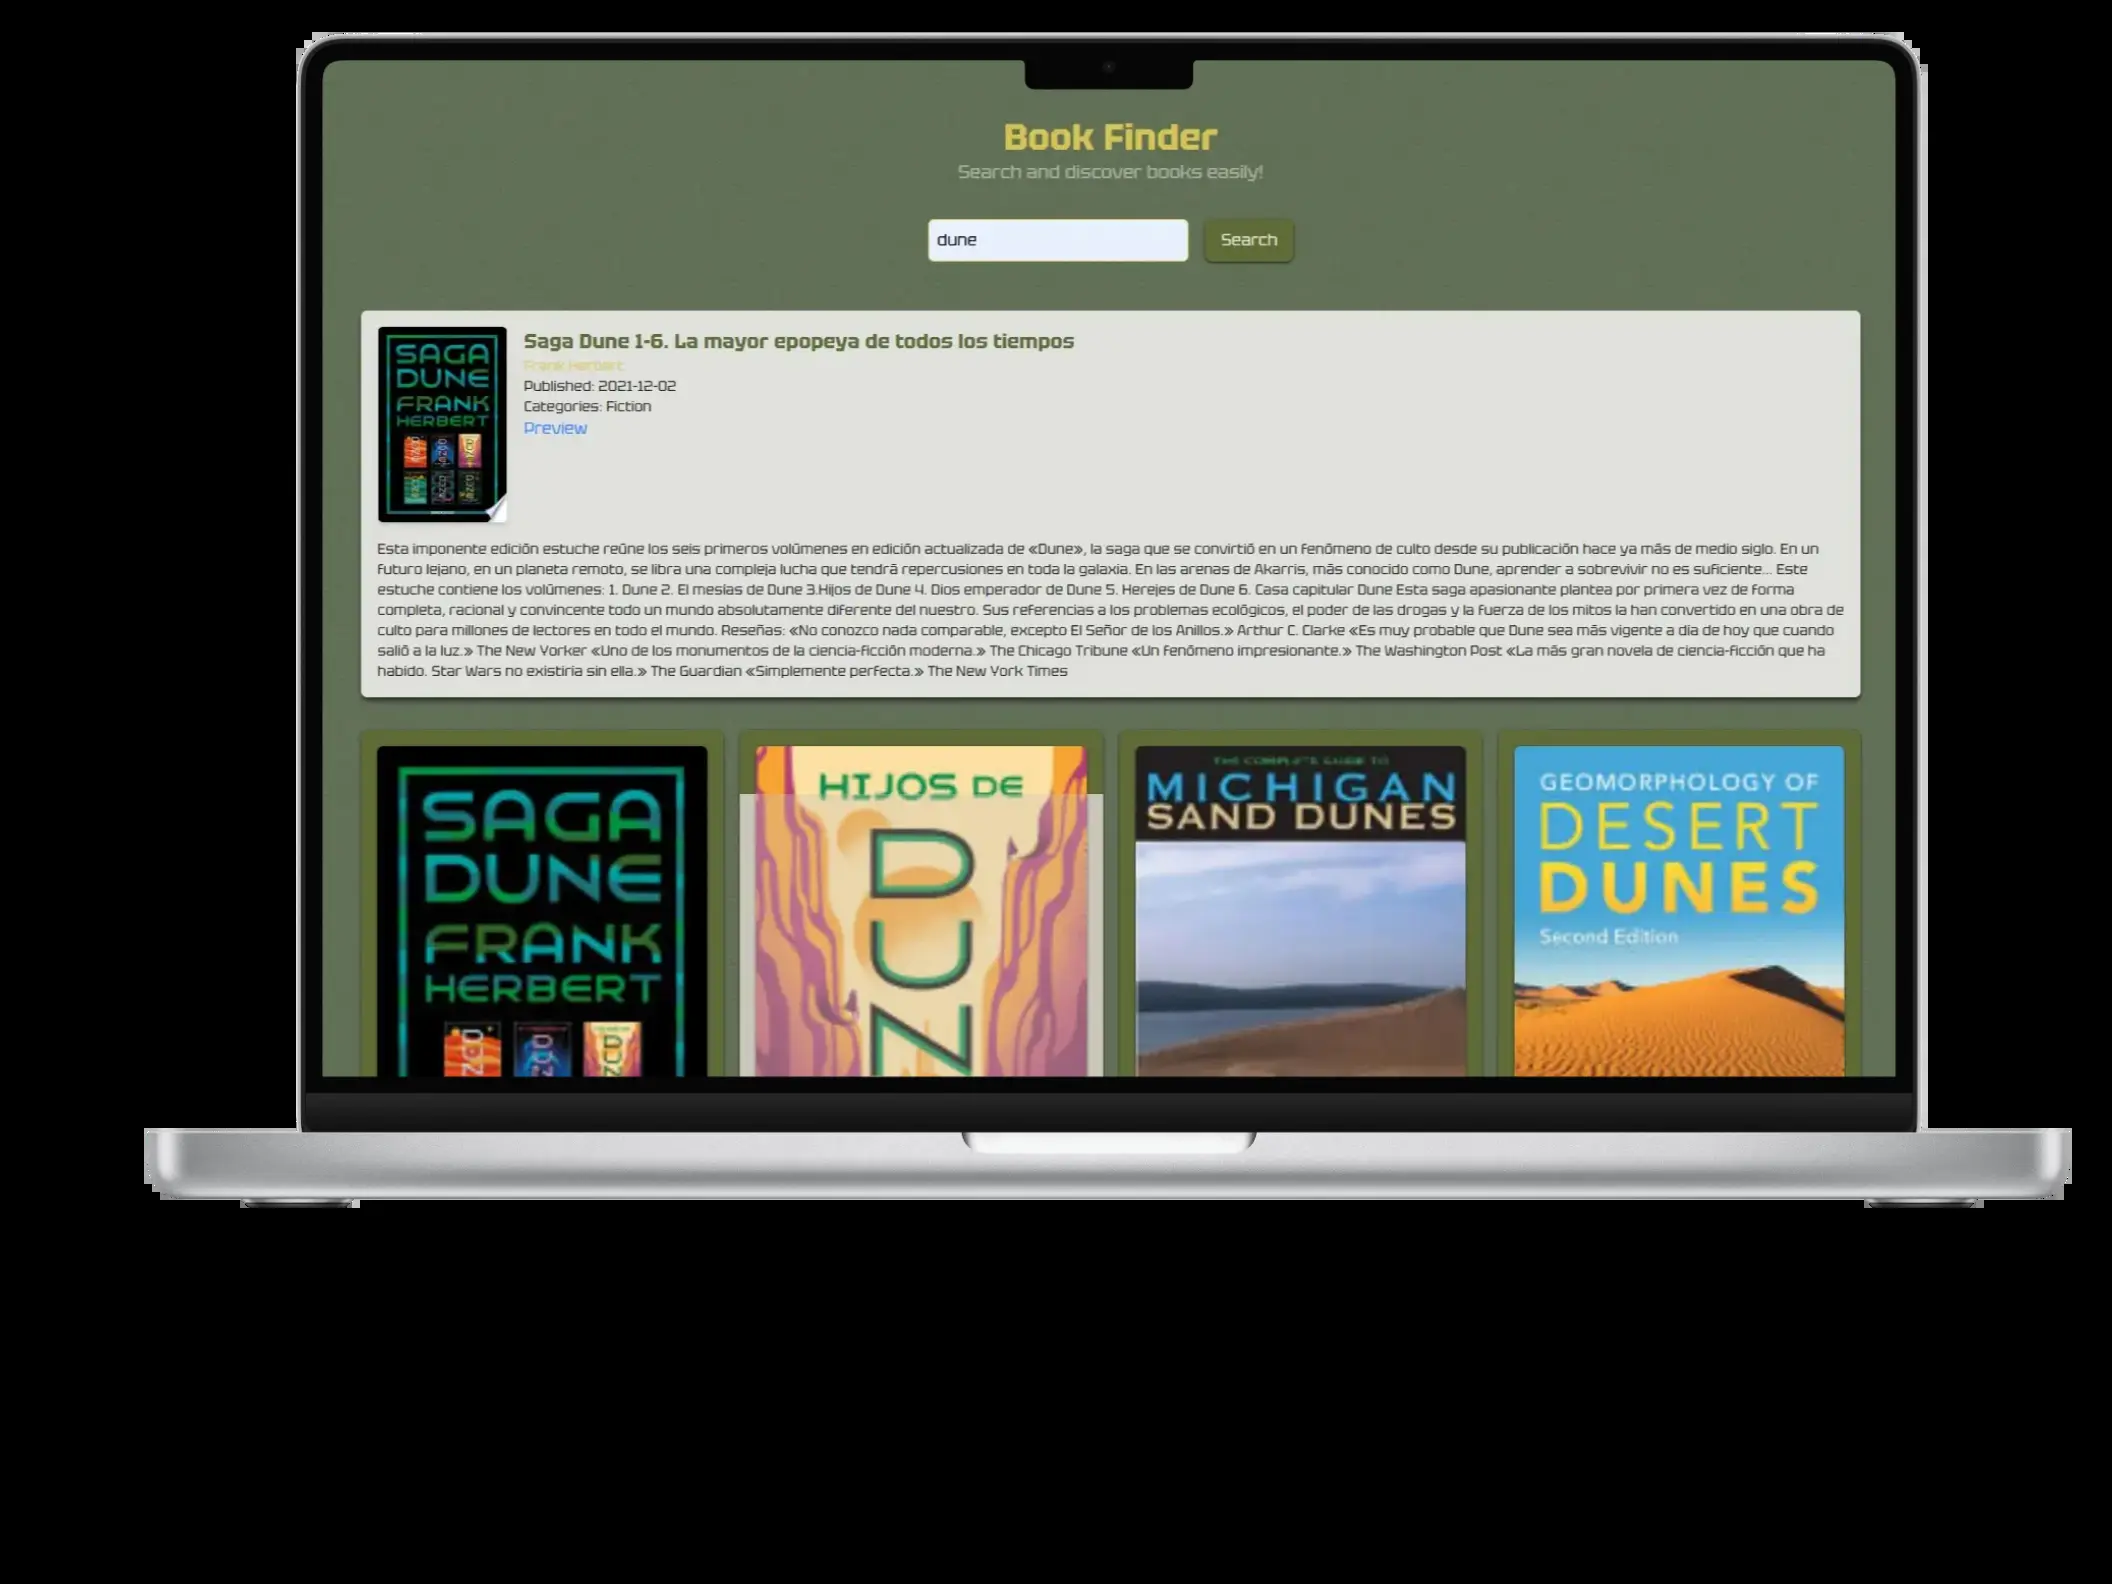 Book Finder
Search and discover books easily!
dune
Search
SAGA
DUNE
FRANK
HERBERT
Saga Dune 1-6. La mayor epopeya de todos los tiempos
Frank Herbert
Published: 2021-12-02
Categories: Fiction
Preview
Esta imponente edición estuche reúne los seis primeros volúmenes en edición actualizada de «Dune», la saga que se convirtió en un fenómeno de culto desde su publicación hace ya más de medio siglo. En un
futuro lejano, en un planeta remoto, se libra una compleja lucha que tendrá repercusiones en toda la galaxia. En las arenas de Akarris, más conocido como Dune, aprender a sobrevivir no es suficiente... Este
estuche contiene los volúmenes: 1. Dune 2. El mesías de Dune 3.Hijos de Dune 4. Dios emperador de Dune 5. Herejes de Dune 6. Casa capitular Dune Esta saga apasionante plantea por primera vez de forma
completa, racional y convincente todo un mundo absolutamente diferente del nuestro. Sus referencias a los problemas ecológicos, el poder de las drogas y la fuerza de los mitos la han convertido en una obra de
culto para millones de lectores en todo el mundo. Reseñas: «No conozco nada comparable, excepto El Señor de los Anillos.» Arthur C. Clarke «Es muy probable que Dune sea más vigente a día de hoy que cuando
salió a la luz.» The New Yorker «Uno de los monumentos de la ciencia-ficción moderna.» The Chicago Tribune «Un fenómeno impresionante.» The Washington Post «La más gran novela de ciencia-ficción que ha
habido. Star Wars no existiría sin ella.» The Guardian «Simplemente perfecta.» The New York Times
SAGA
DUNE
FRANK
HERBERT
HIJOS DE
DUN
THE COMPLETE GUIDE TO
MICHIGAN
SAND DUNES
GEOMORPHOLOGY OF
DESERT
DUNES
Second Edition